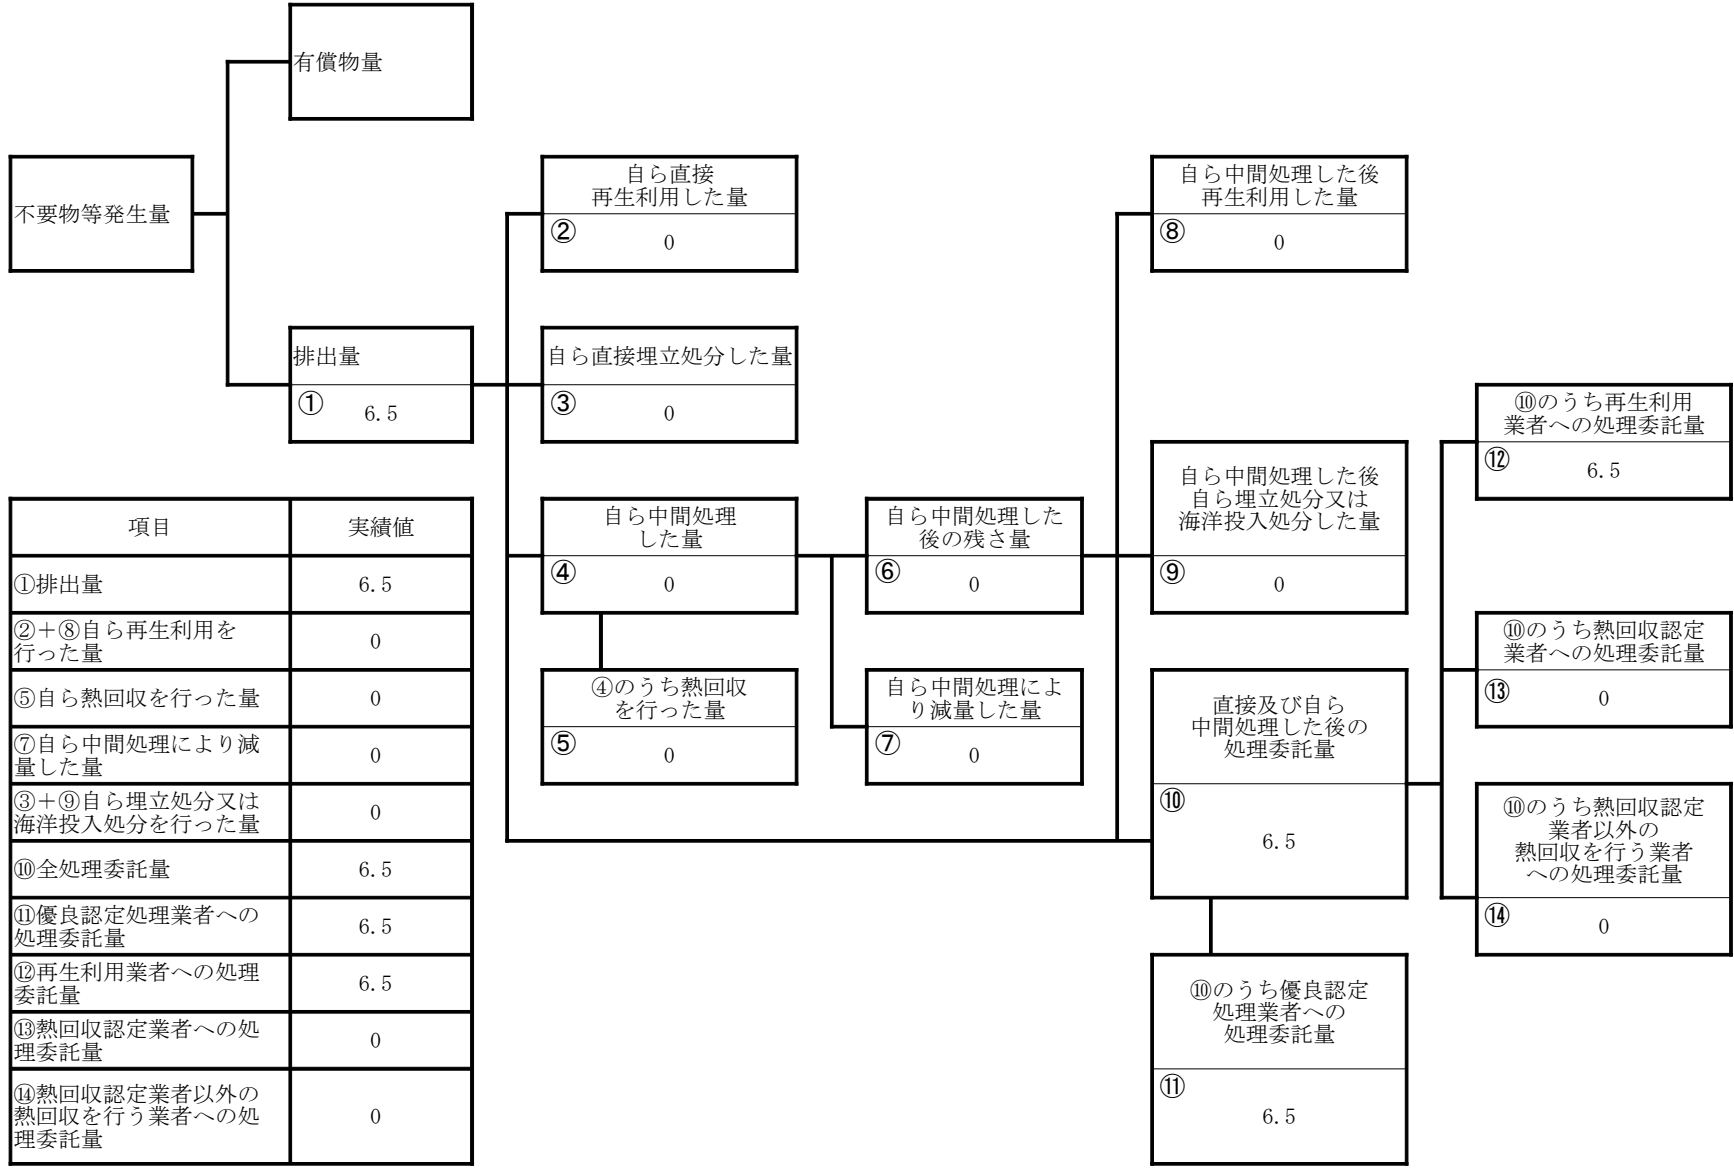 有償物量
不要物等発生量
自ら直接
再生利用した量
②
0
自ら中間処理した後
再生利用した量
⑧
0
排出量
①
6.5
自ら直接埋立処分した量
③
0
⑩のうち再生利用
業者への処理委託量
⑫
6.5
自ら中間処理
した量
④
0
自ら中間処理した
後の残さ量
⑥
0
自ら中間処理した後
自ら埋立処分又は
海洋投入処分した量
⑨
0
⑩のうち熱回収認定
業者への処理委託量
⑬
0
④のうち熱回収
を行った量
⑤
0
自ら中間処理によ
り減量した量
⑦
0
直接及び自ら
中間処理した後の
処理委託量
⑩
6.5
⑩のうち熱回収認定
業者以外の
熱回収を行う業者
への処理委託量
⑭
0
⑩のうち優良認定
処理業者への
処理委託量
⑪
6.5
項目 実績値
①排出量 6.5
②+⑧自ら再生利用を
行った量 0
⑤自ら熱回収を行った量 0
⑦自ら中間処理により減
量した量 0
③+⑨自ら埋立処分又は
海洋投入処分を行った量 0
⑩全処理委託量 6.5
⑪優良認定処理業者への
処理委託量 6.5
⑫再生利用業者への処理
委託量 6.5
⑬熱回収認定業者への処
理委託量 0
⑭熱回収認定業者以外の
熱回収を行う業者への処
理委託量 0